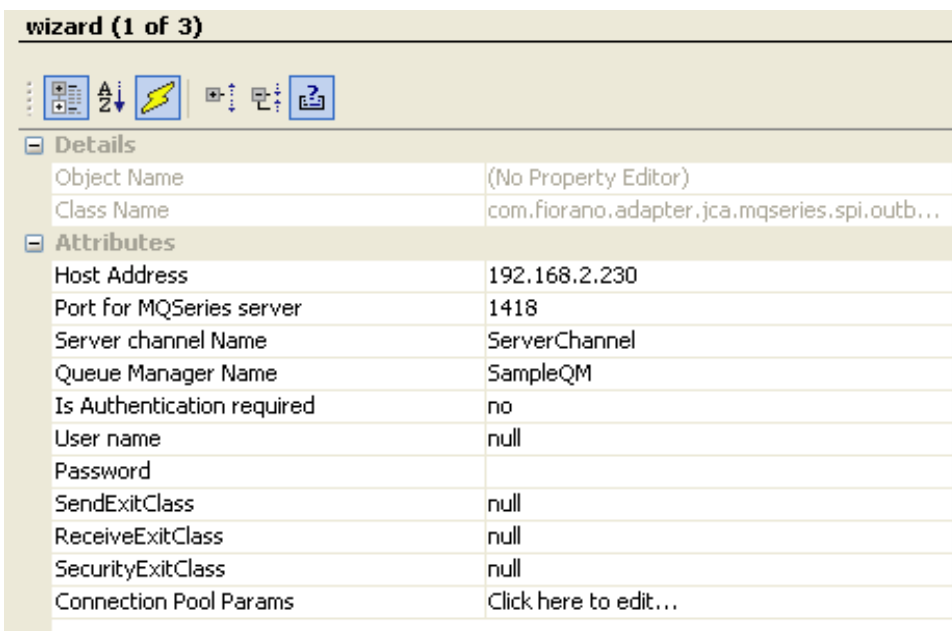 wizard (1 of 3)
Details
Object Name (No Property Editor)
Class Name com.fiorano.adapter.jca.mqseries.spi.outb...
Attributes
Host Address 192.168.2.230
Port for MQSeries server 1418
Server channel Name ServerChannel
Queue Manager Name SampleQM
Is Authentication required no
User name null
Password
SendExitClass null
ReceiveExitClass null
SecurityExitClass null
Connection Pool Params Click here to edit...